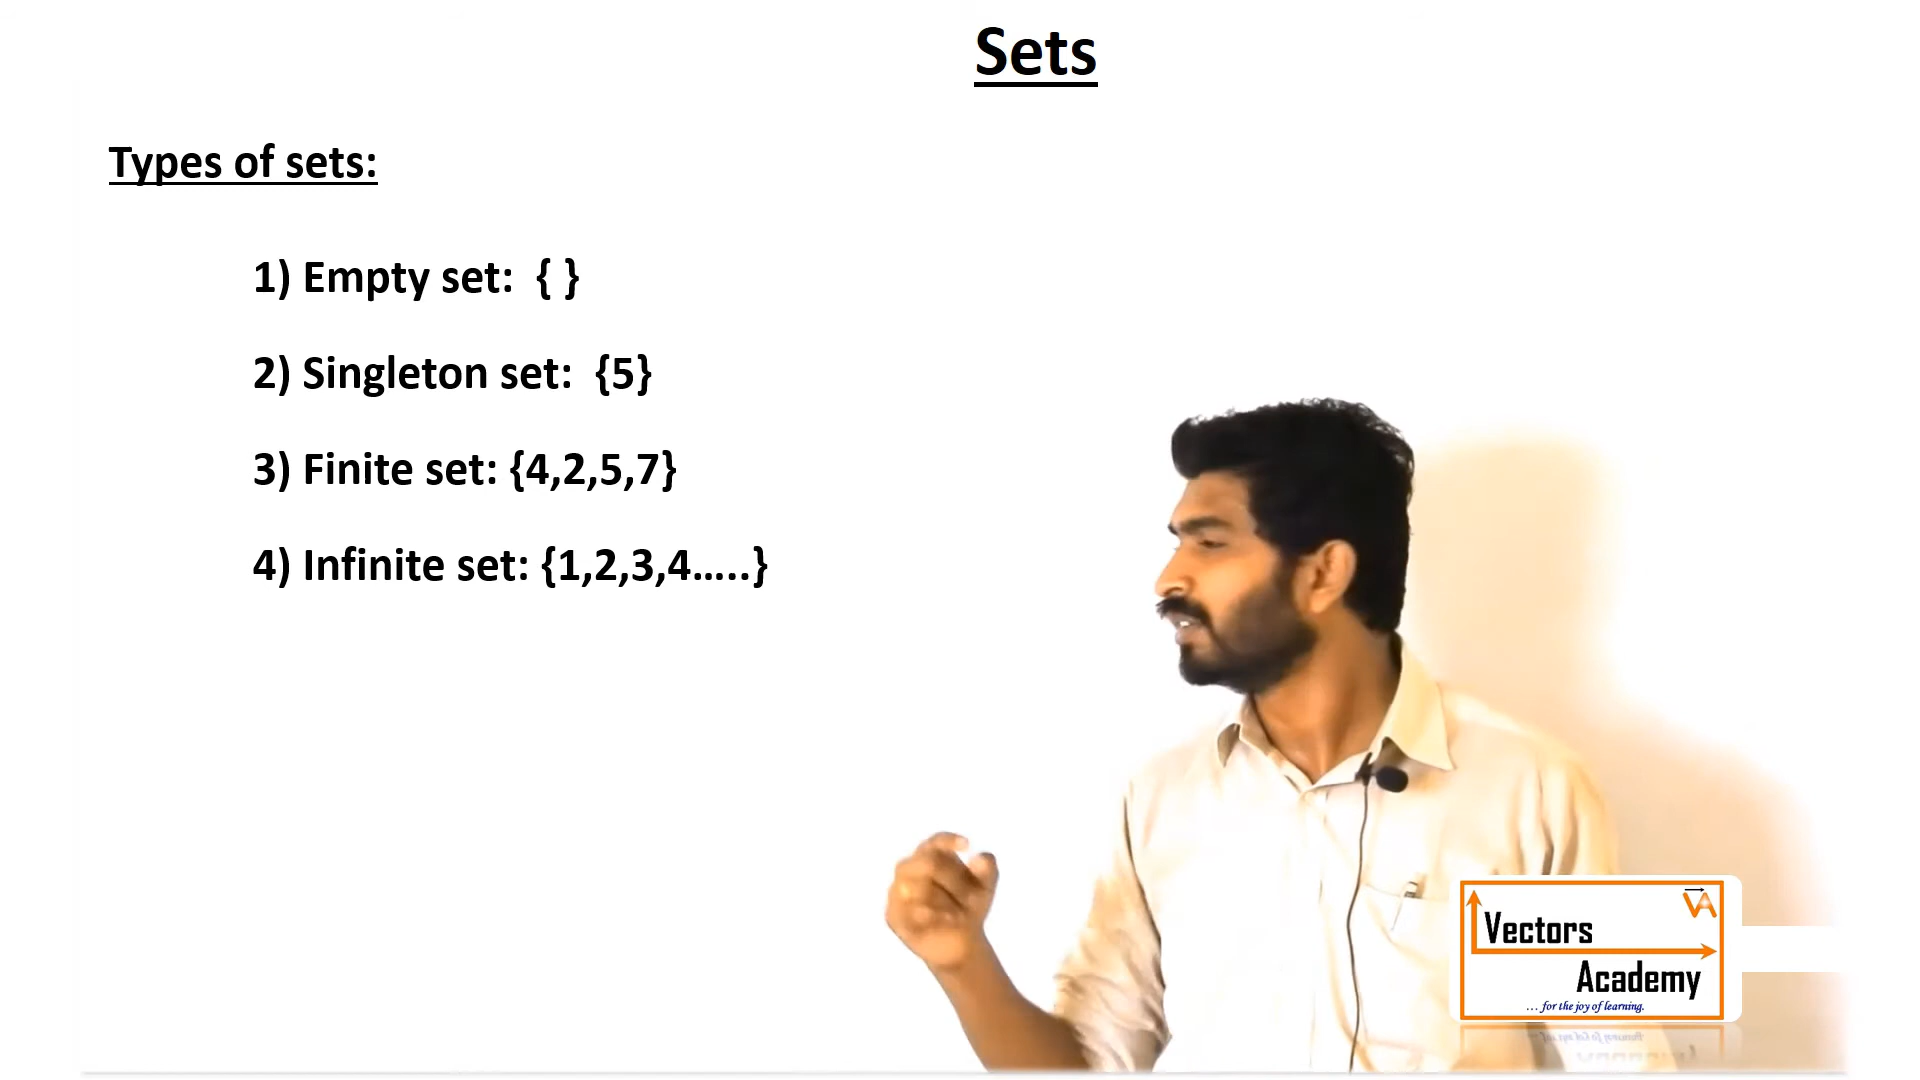 Sets
Types of sets:
1) Empty set: { }
2) Singleton set: {5}
3) Finite set: {4,2,5,7}
4) Infinite set: {1,2,3,4.....}
VA
Vectors
Academy
... for the joy of learning.